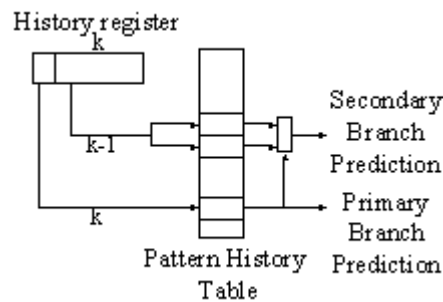 History register
k
k-1
k
Secondary
Branch
Prediction
Primary
Branch
Prediction
Pattern History
Table